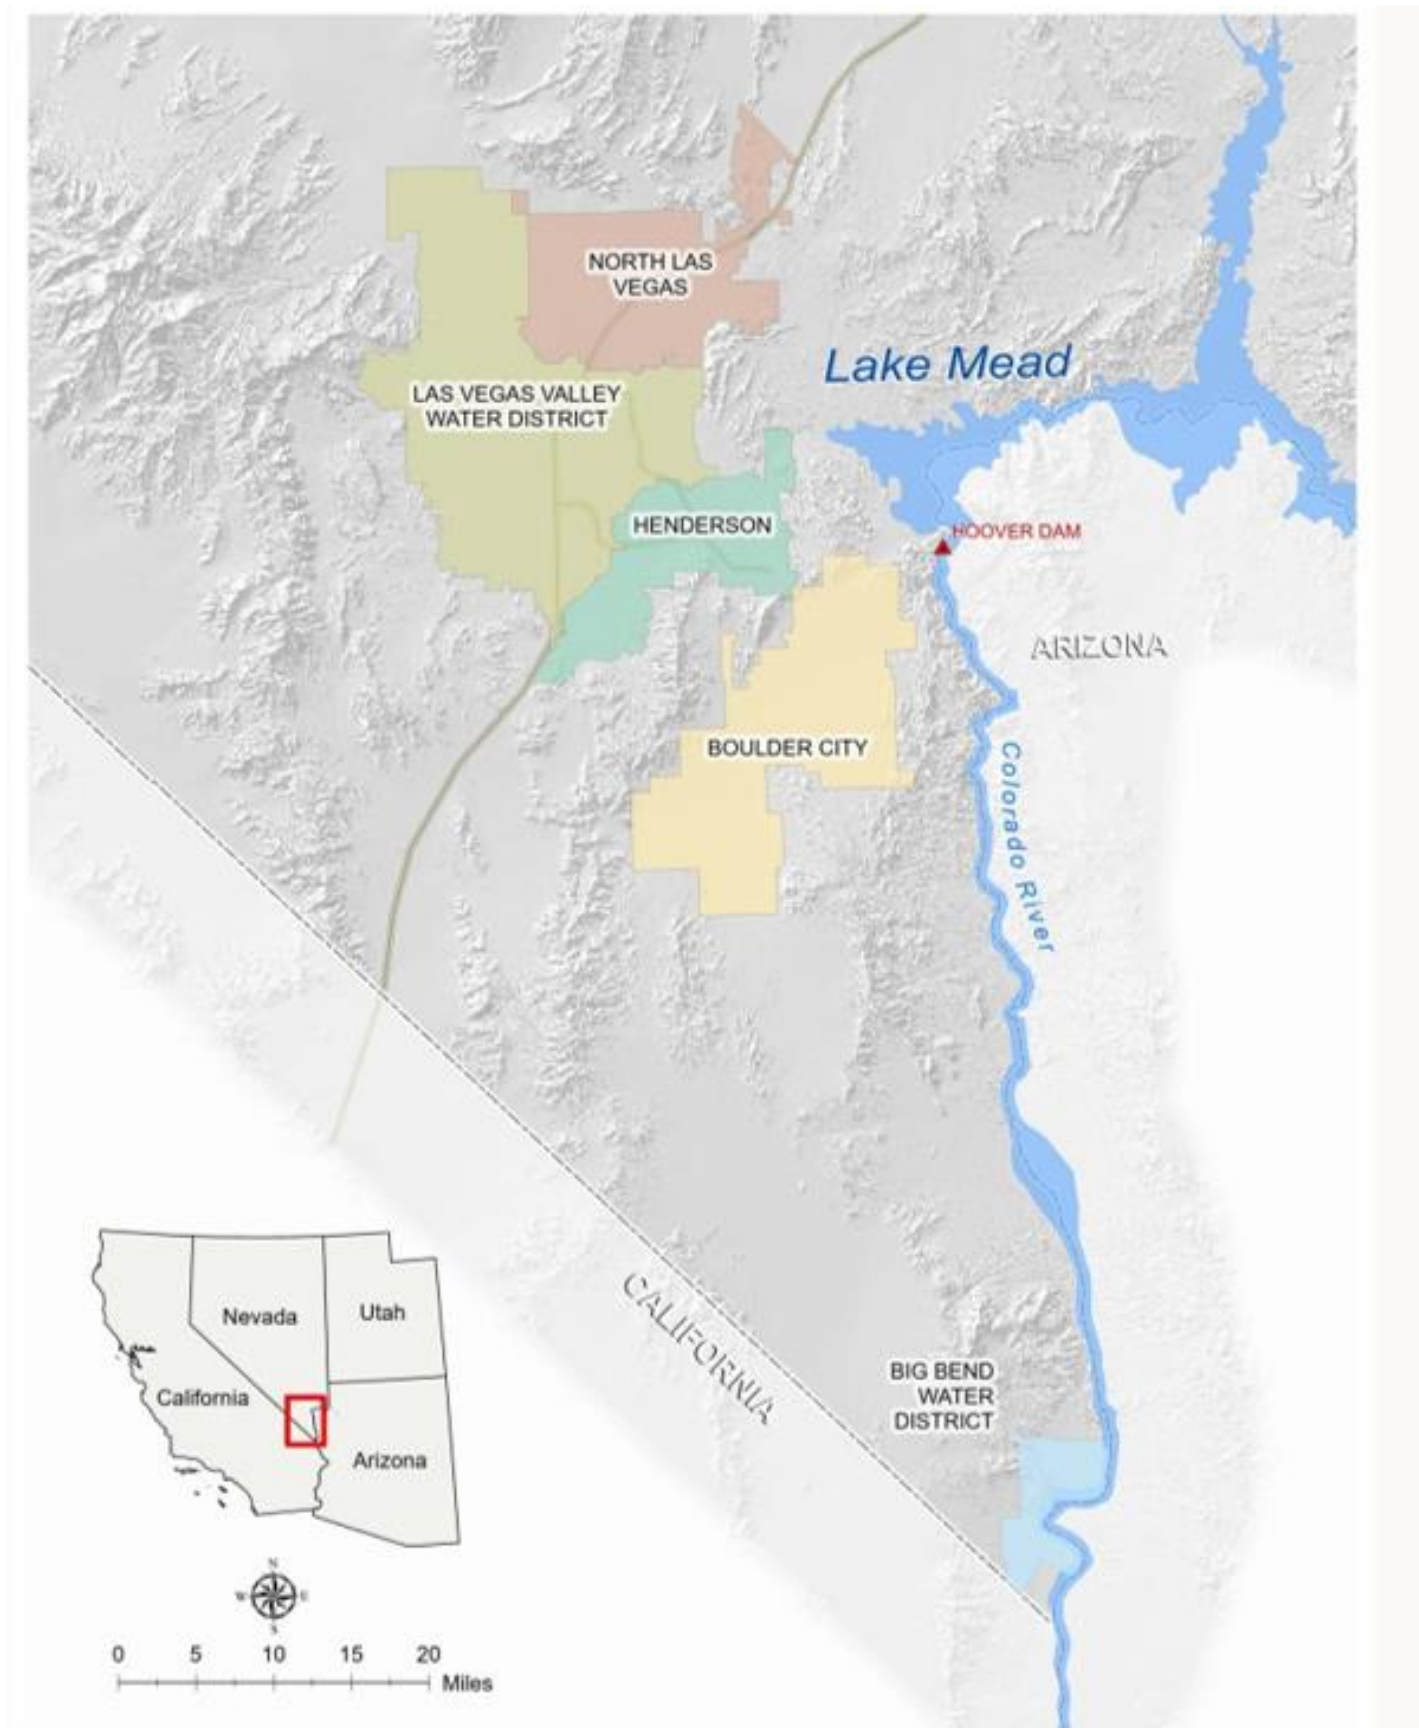 NORTH LAS
VEGAS
Lake Mead
LAS VEGAS VALLEY
WATER DISTRICT
HENDERSON
HOOVER DAM
ARIZONA
BOULDER CITY
Colorado River
CALIFORNIA
BIG BEND
WATER
DISTRICT
Nevada
Utah
California
Arizona
N
W
E
S
0 5 10 15 20
Miles